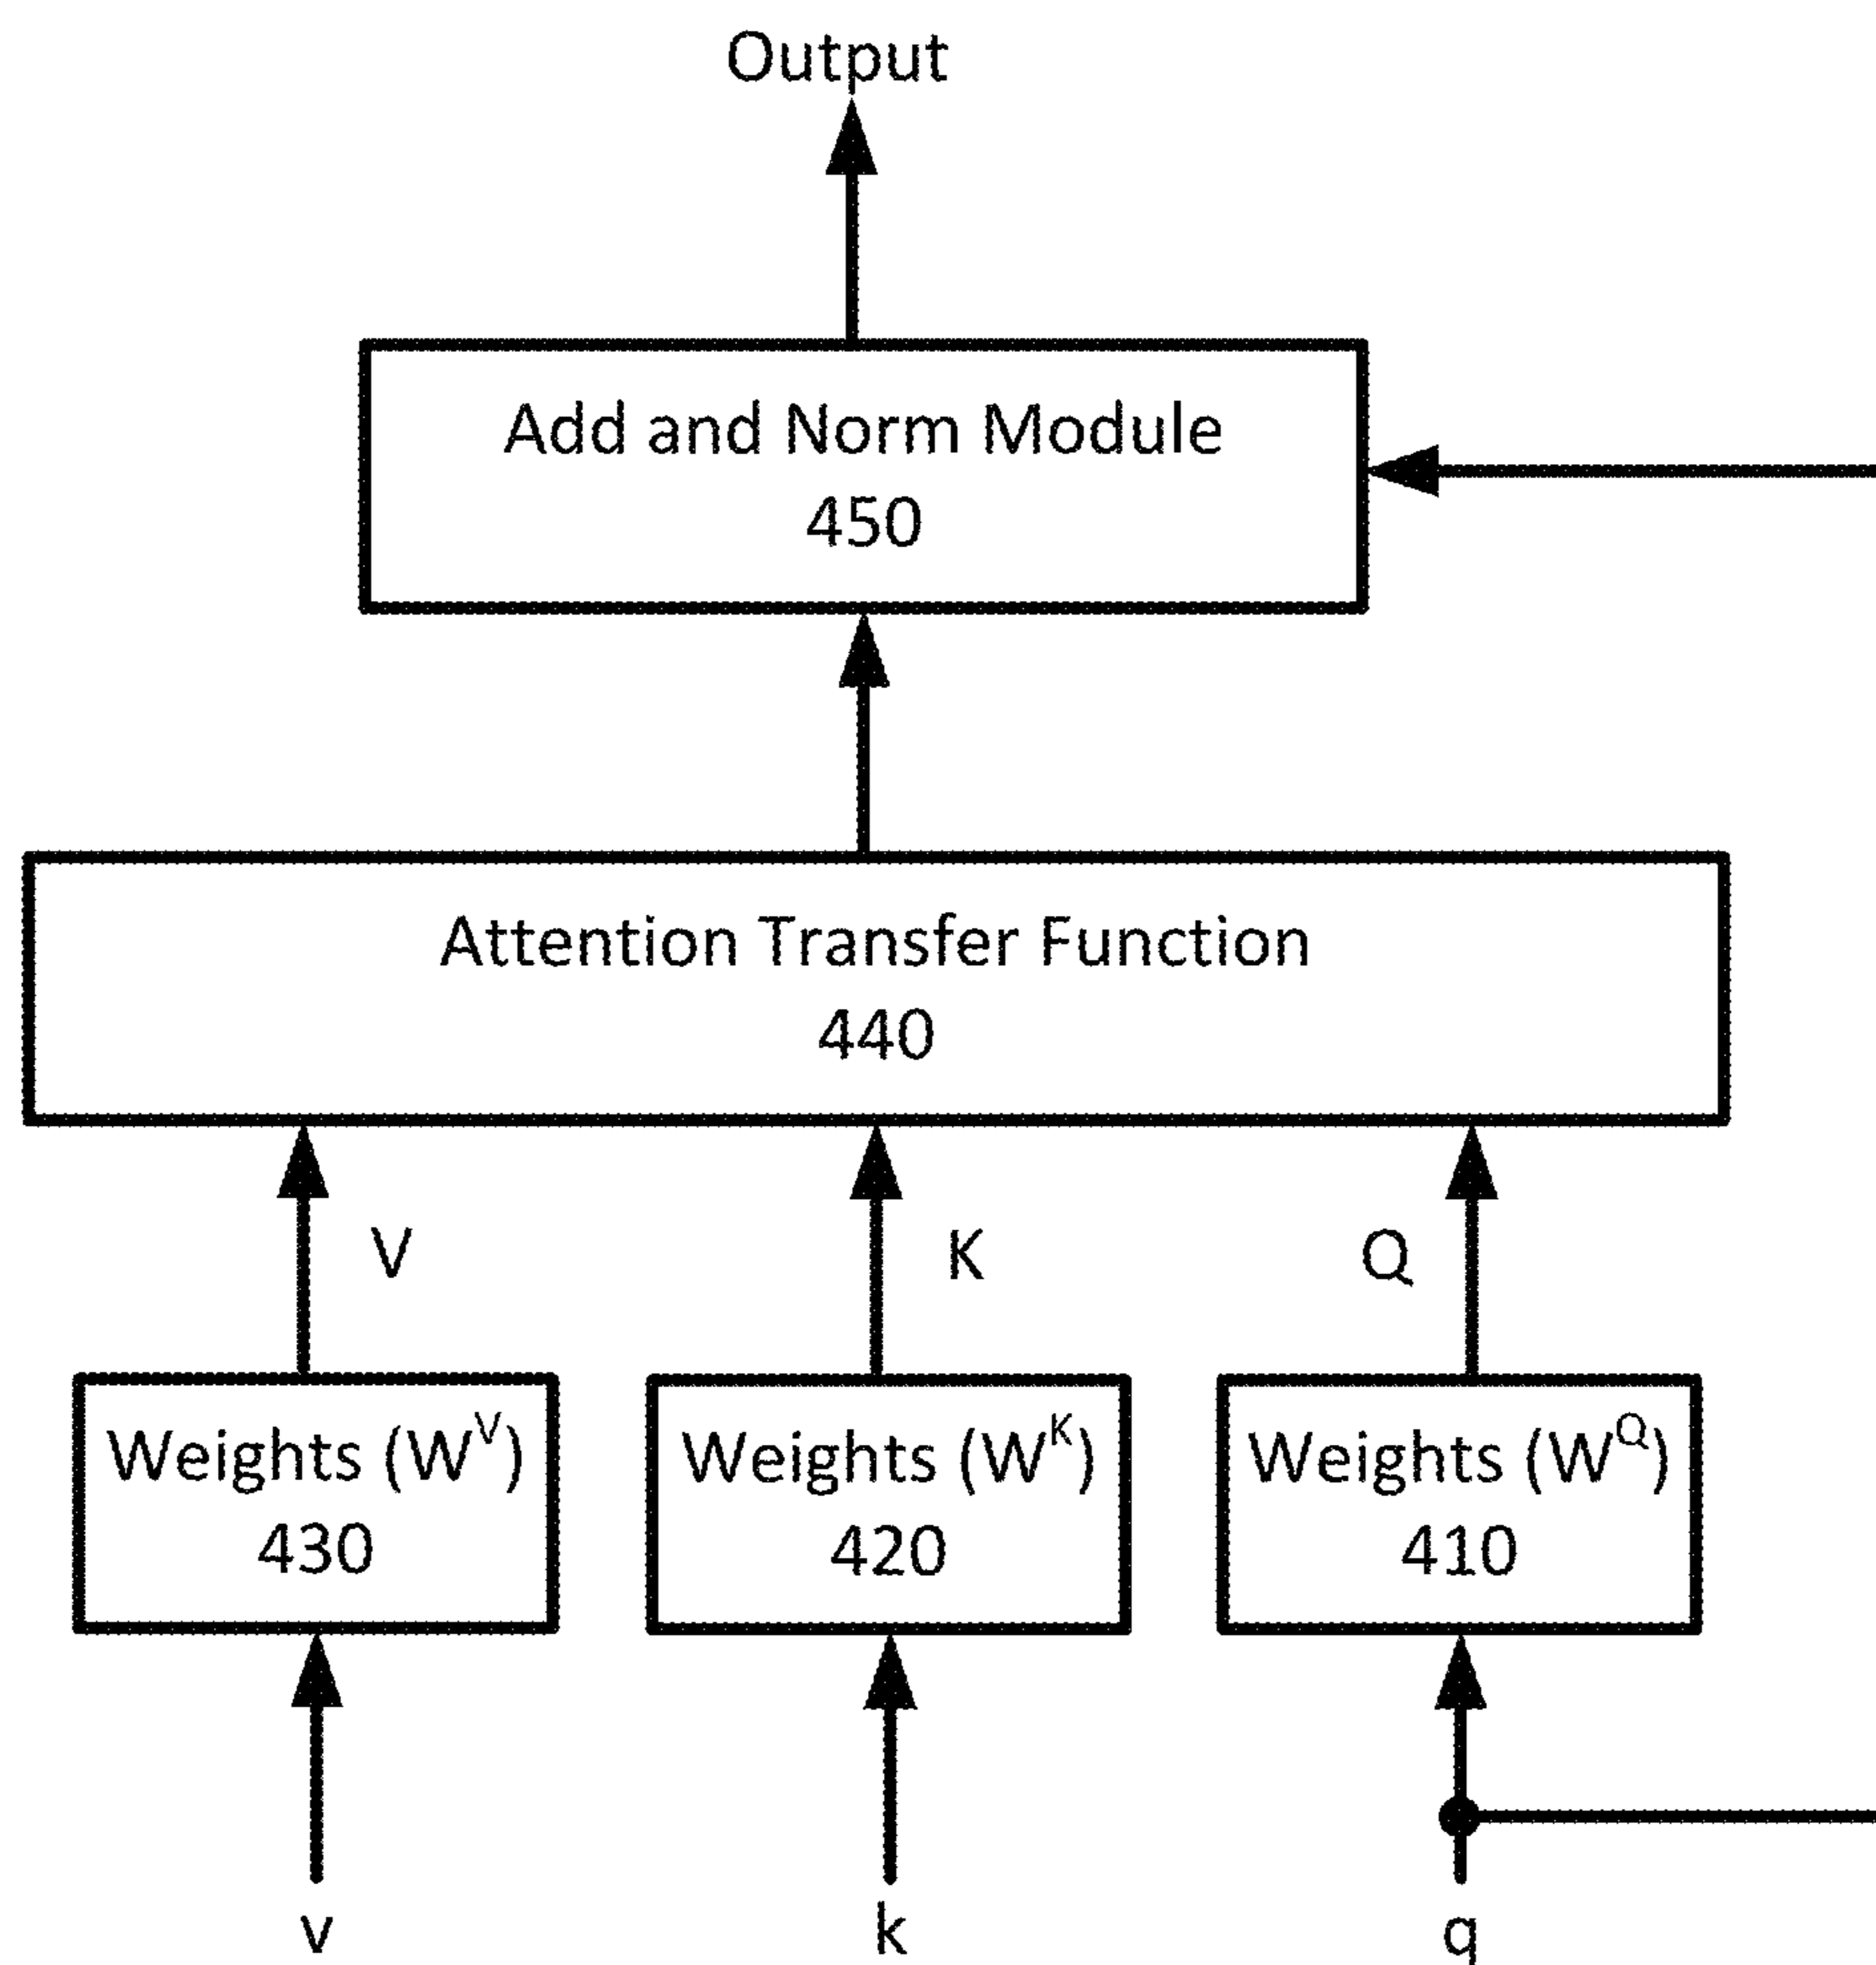 Output
Add and Norm Module
450
Attention Transfer Function
440
V
K
Q
Weights (W^V)
430
Weights (W^K)
420
Weights (W^Q)
410
v
k
q